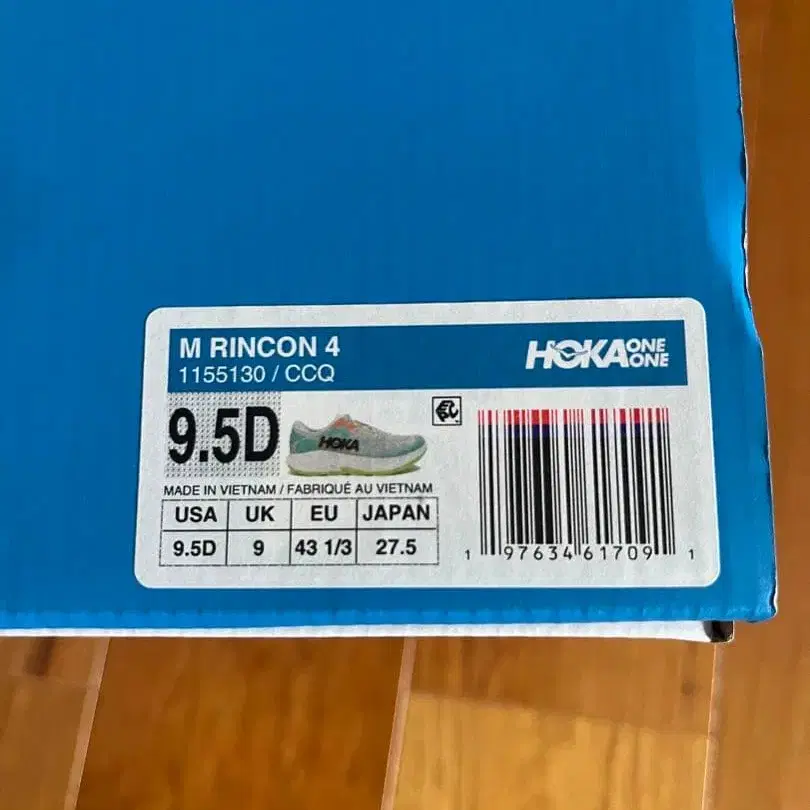 M RINCON 4
1155130 / CCQ
HOKA ONE ONE
9.5D
HOKA
MADE IN VIETNAM / FABRIQUÉ AU VIETNAM
USA UK EU JAPAN
9.5D 9 43 1/3 27.5
1 97634 61709 1